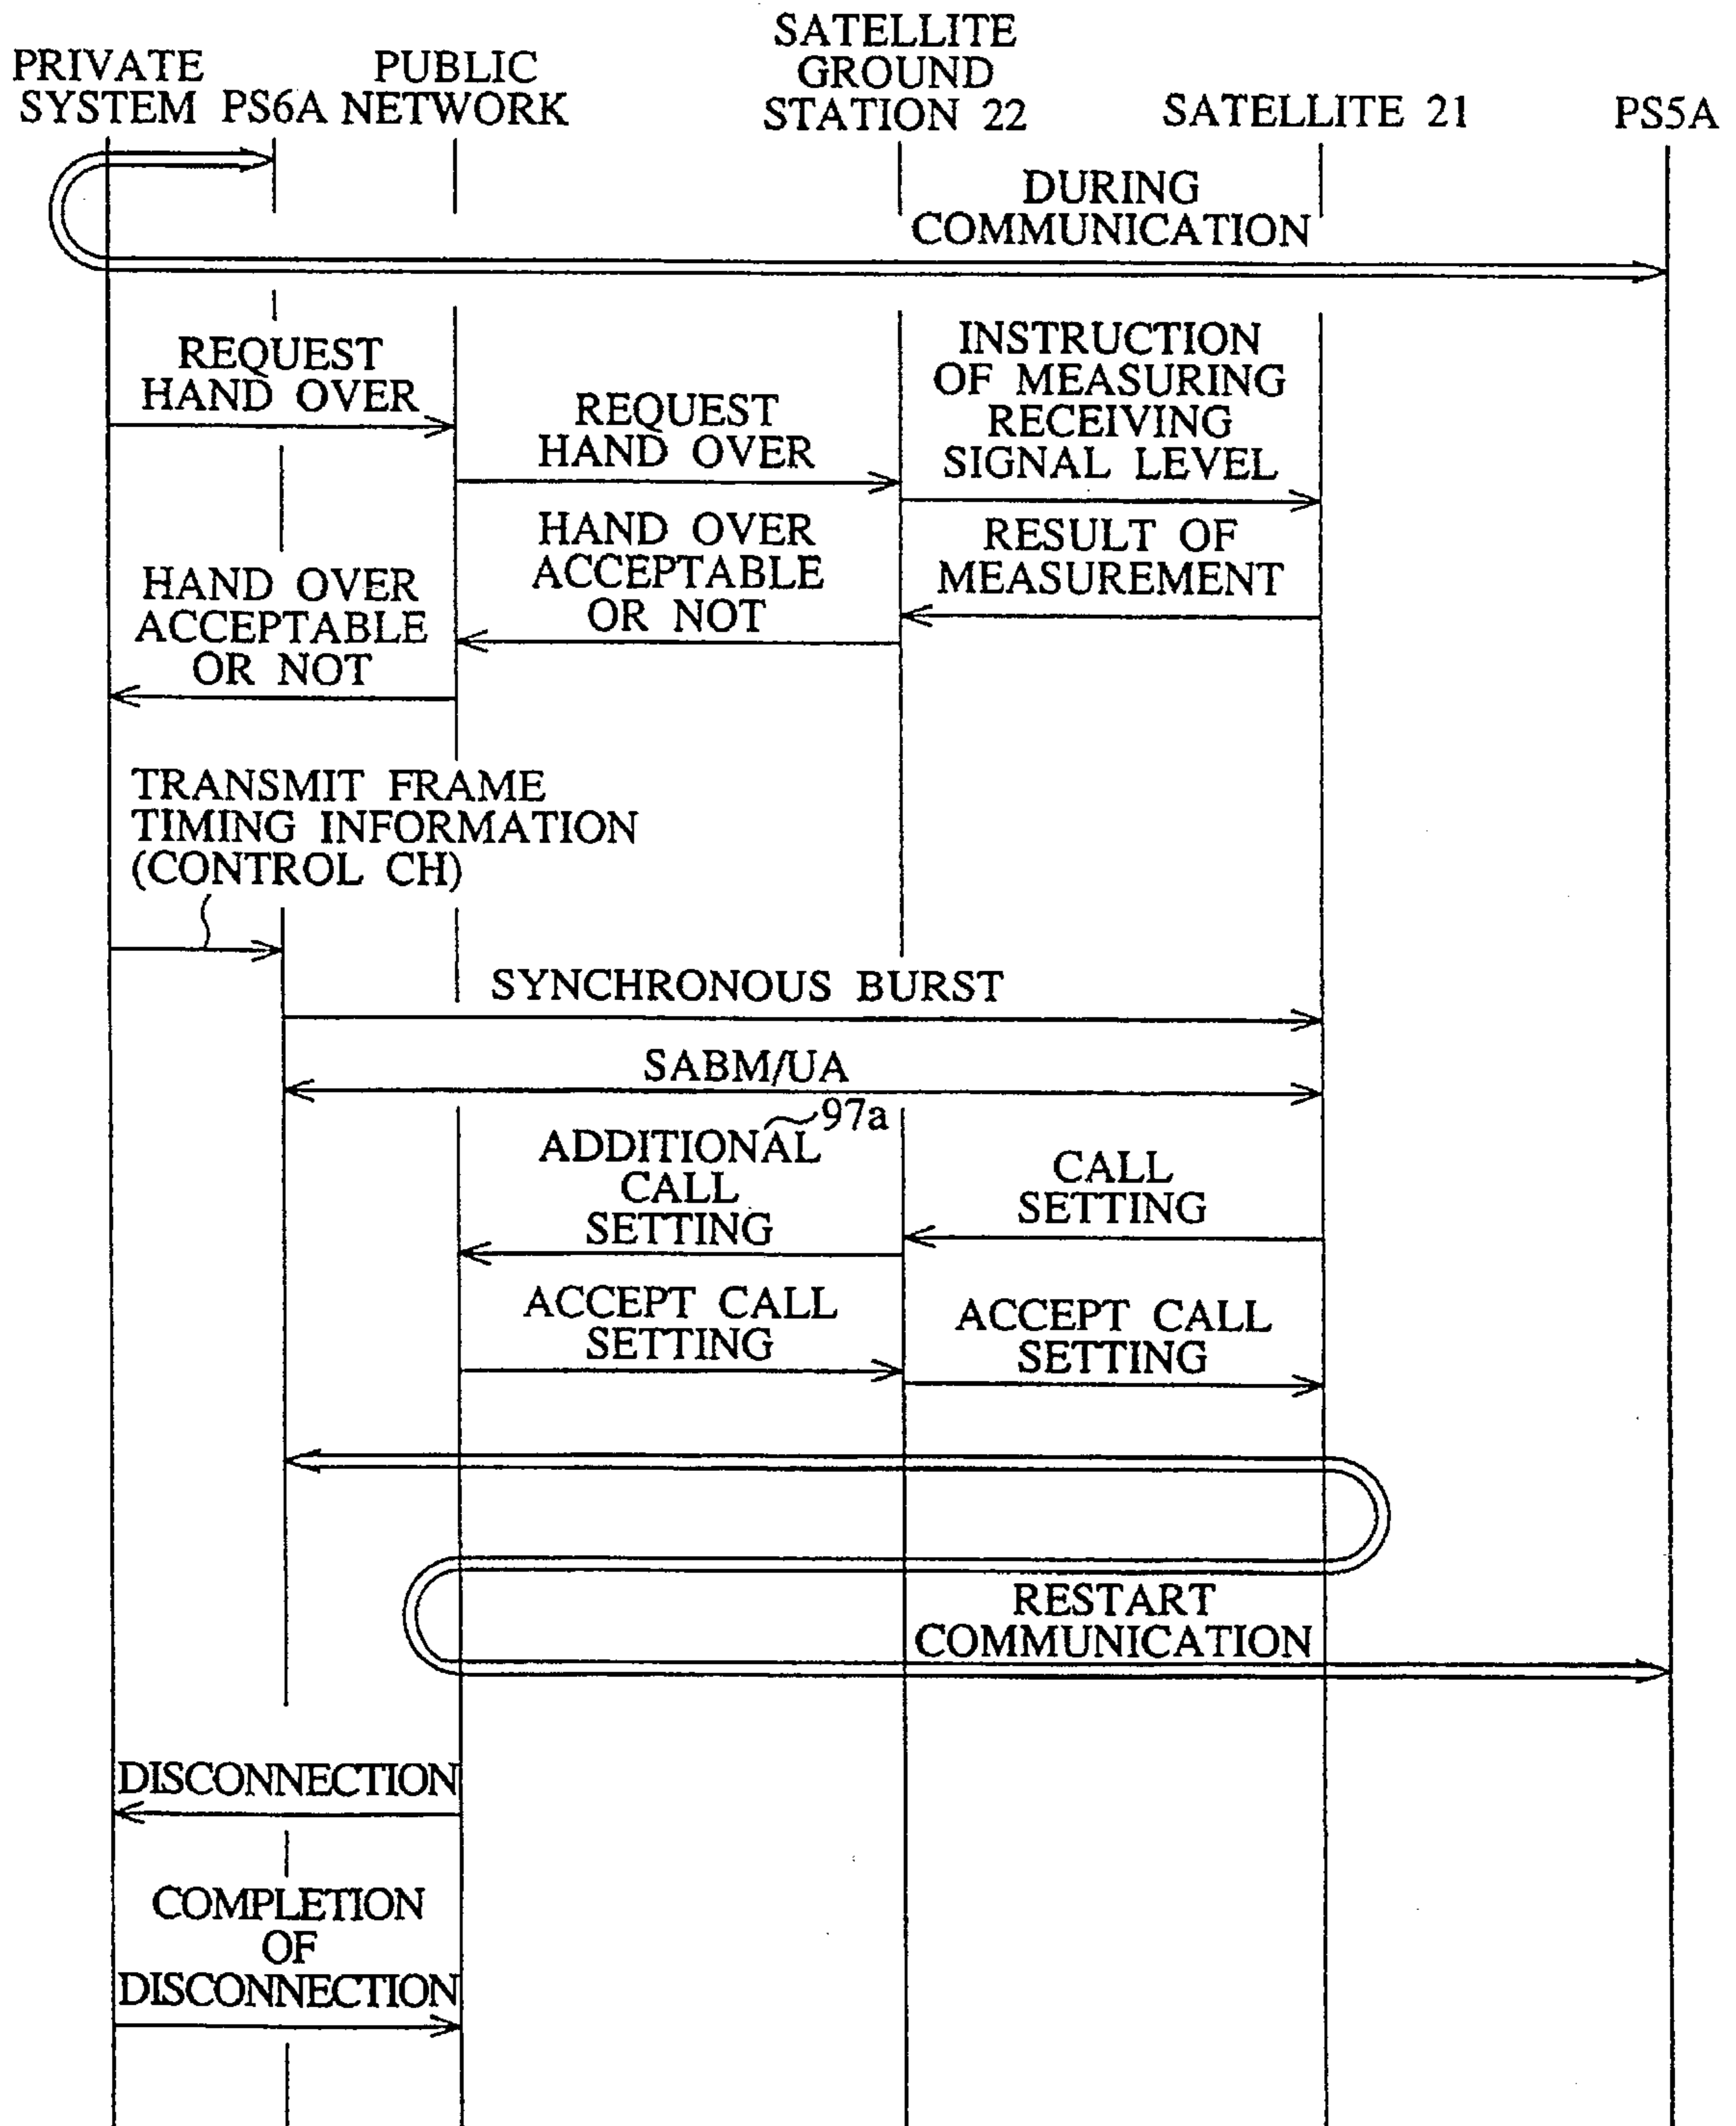 PRIVATE
SYSTEM
PS6A
PUBLIC
NETWORK
SATELLITE
GROUND
STATION 22
SATELLITE 21
PS5A
DURING
COMMUNICATION
REQUEST
HAND OVER
REQUEST
HAND OVER
INSTRUCTION
OF MEASURING
RECEIVING
SIGNAL LEVEL
RESULT OF
MEASUREMENT
HAND OVER
ACCEPTABLE
OR NOT
HAND OVER
ACCEPTABLE
OR NOT
TRANSMIT FRAME
TIMING INFORMATION
(CONTROL CH)
SYNCHRONOUS BURST
SABM/UA
97a
ADDITIONAL
CALL
SETTING
CALL
SETTING
ACCEPT CALL
SETTING
ACCEPT CALL
SETTING
RESTART
COMMUNICATION
DISCONNECTION
COMPLETION
OF
DISCONNECTION